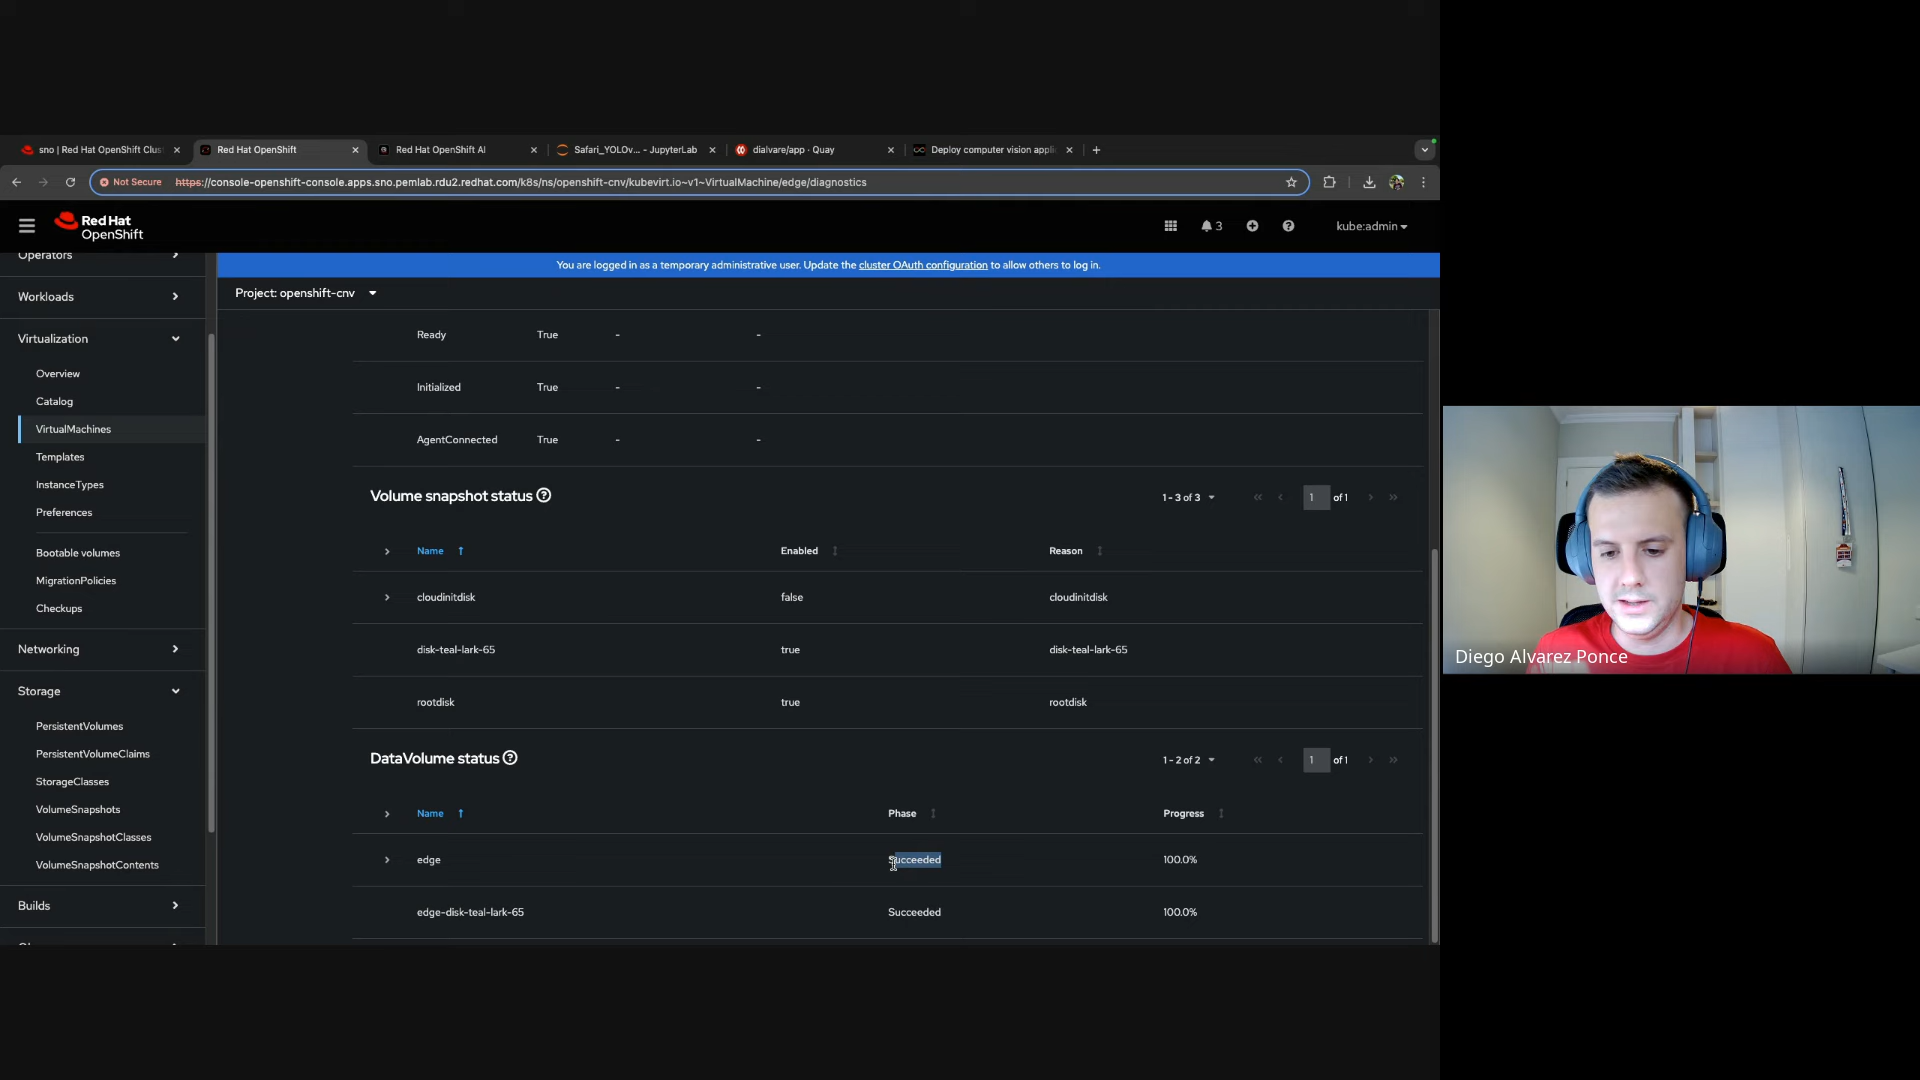 sno | Red Hat OpenShift Clus
Red Hat OpenShift
Red Hat OpenShift AI
Safari_YOLOv... - JupyterLab
dialvare/app · Quay
Deploy computer vision appli
Not Secure
https://console-openshift-console.apps.sno.pemlab.rdu2.redhat.com/k8s/ns/openshift-cnv/kubevirt.io~v1~VirtualMachine/edge/diagnostics
Red Hat
OpenShift
3
kube:admin
You are logged in as a temporary administrative user. Update the cluster OAuth configuration to allow others to log in.
Project: openshift-cnv
Operators
Workloads
Virtualization
Overview
Catalog
VirtualMachines
Templates
InstanceTypes
Preferences
Bootable volumes
MigrationPolicies
Checkups
Networking
Storage
PersistentVolumes
PersistentVolumeClaims
StorageClasses
VolumeSnapshots
VolumeSnapshotClasses
VolumeSnapshotContents
Builds
Ready True - -
Initialized True - -
AgentConnected True - -
Volume snapshot status
1 - 3 of 3
1 of 1
Name Enabled Reason
cloudinitdisk false cloudinitdisk
disk-teal-lark-65 true disk-teal-lark-65
rootdisk true rootdisk
DataVolume status
1 - 2 of 2
1 of 1
Name Phase Progress
edge Succeeded 100.0%
edge-disk-teal-lark-65 Succeeded 100.0%
Diego Alvarez Ponce